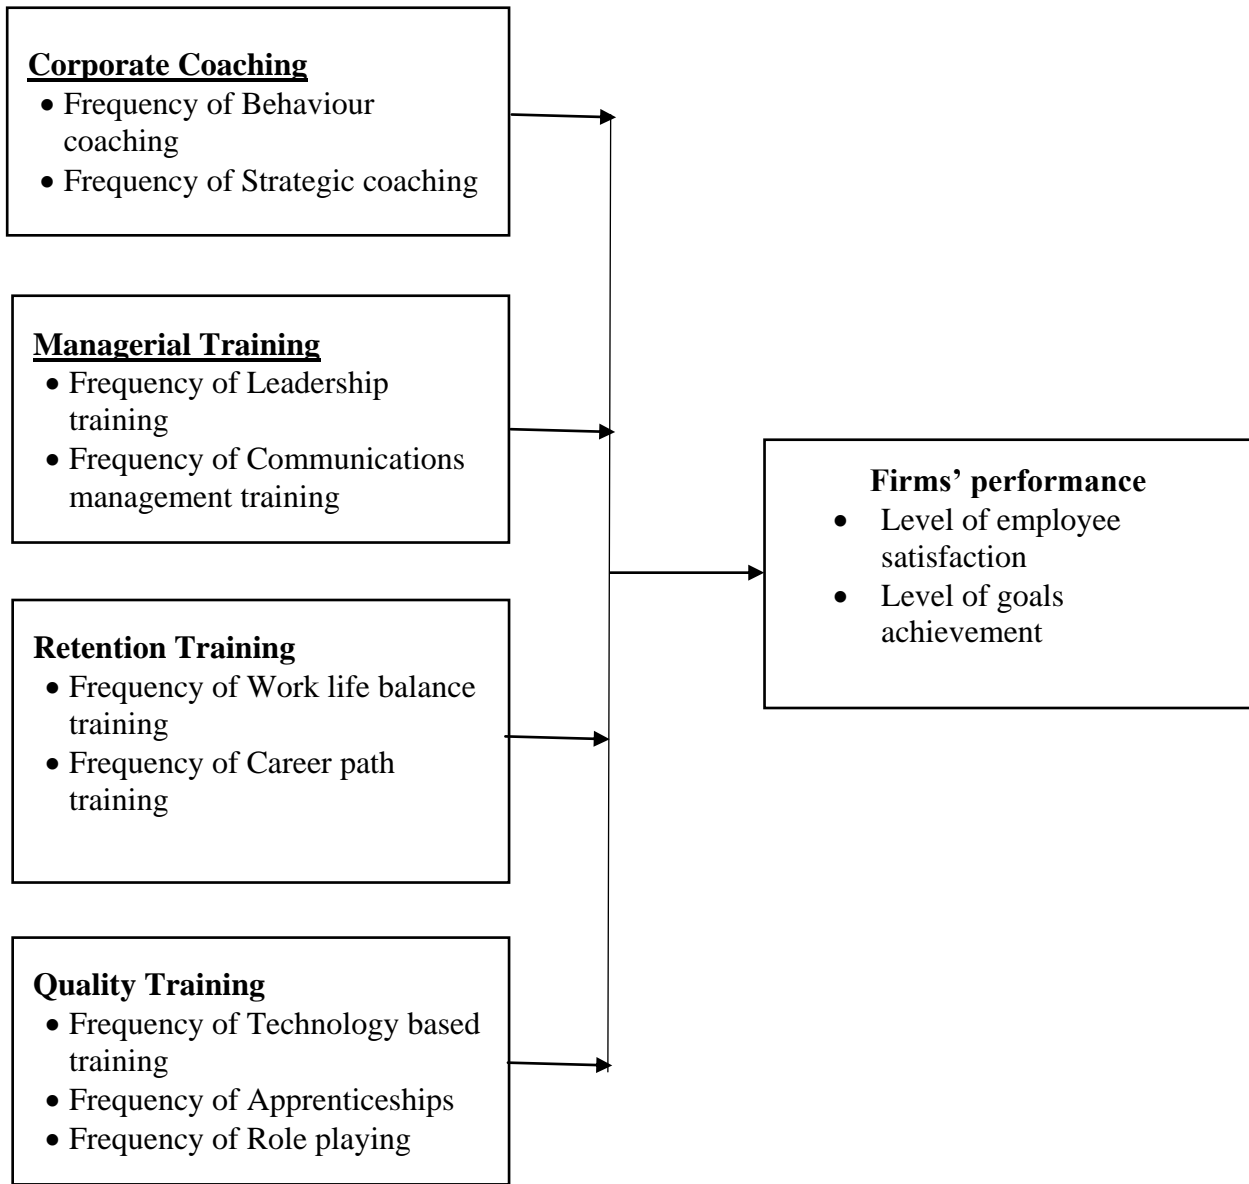 Corporate Coaching
• Frequency of Behaviour
coaching
• Frequency of Strategic coaching
Managerial Training
• Frequency of Leadership
training
• Frequency of Communications
management training
Retention Training
• Frequency of Work life balance
training
• Frequency of Career path
training
Quality Training
• Frequency of Technology based
training
• Frequency of Apprenticeships
• Frequency of Role playing
Firms’ performance
• Level of employee
satisfaction
• Level of goals
achievement